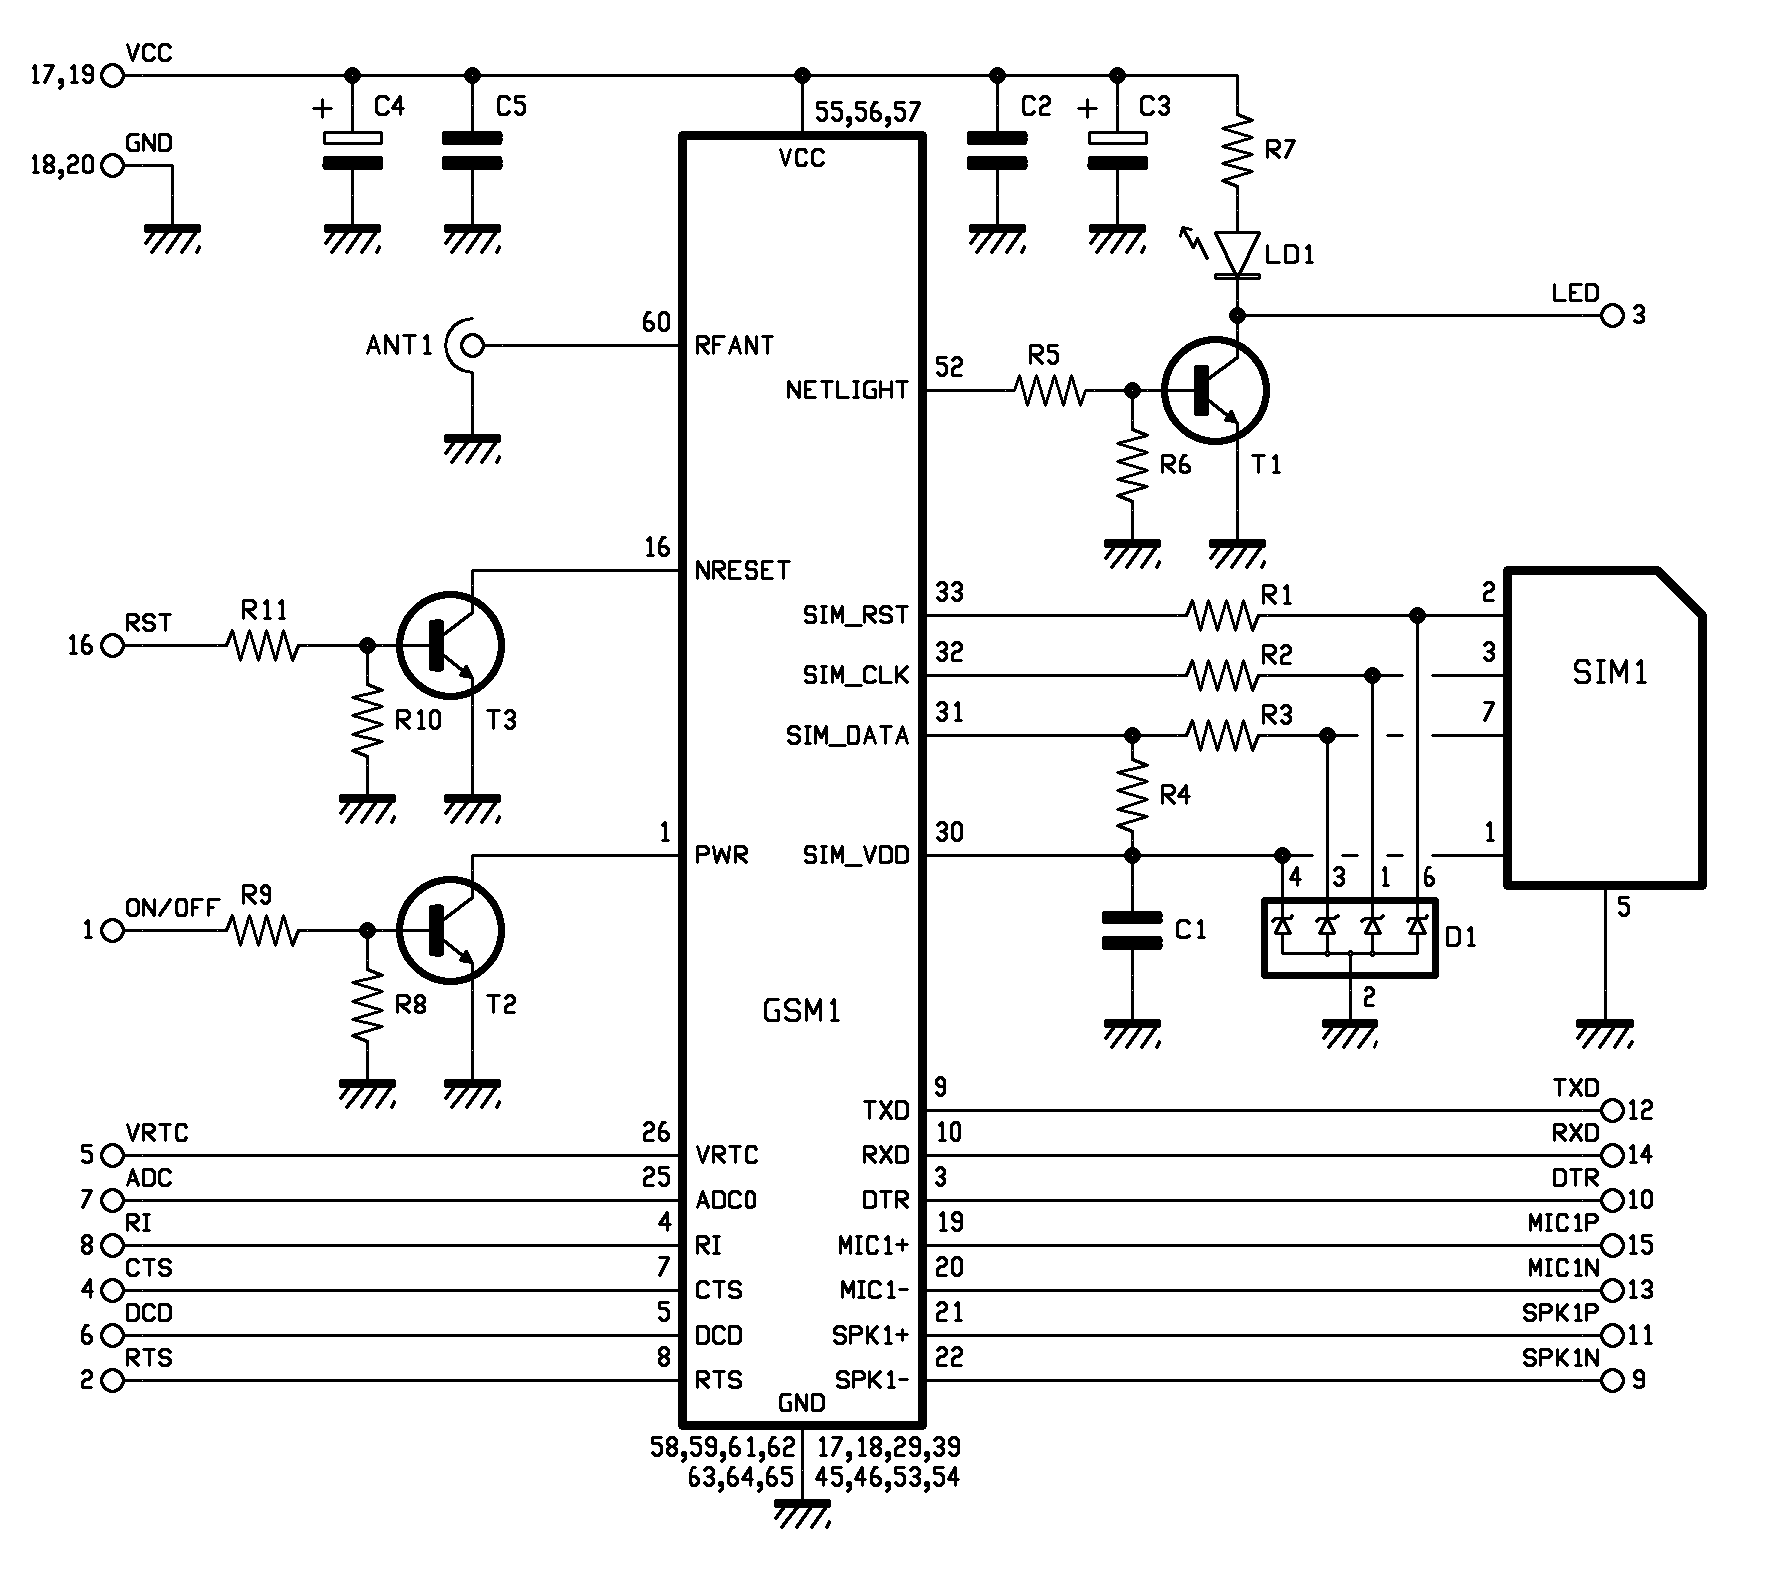 VCC
17,19
+ C4
C5
C2
+ C3
55,56,57
VCC
R7
GND
18,20
LD1
LED
3
60
ANT1
RFANT
R5
52
NETLIGHT
R6
T1
16
NRESET
RST
16
R11
R10
T3
33
SIM_RST
R1
2
32
SIM_CLK
R2
3
SIM1
31
SIM_DATA
R3
7
R4
1
PWR
30
SIM_VDD
1
4 3 1 6
5
ON/OFF
1
R9
R8
T2
C1
D1
2
GSM1
9
TXD
TXD
12
VRTC
5
26
VRTC
10
RXD
RXD
14
ADC
7
25
ADC0
3
DTR
DTR
10
RI
8
4
RI
19
MIC1+
MIC1P
15
CTS
4
7
CTS
20
MIC1-
MIC1N
13
DCD
6
5
DCD
21
SPK1+
SPK1P
11
RTS
2
8
RTS
22
SPK1-
SPK1N
9
GND
58,59,61,62 17,18,29,39
63,64,65 45,46,53,54